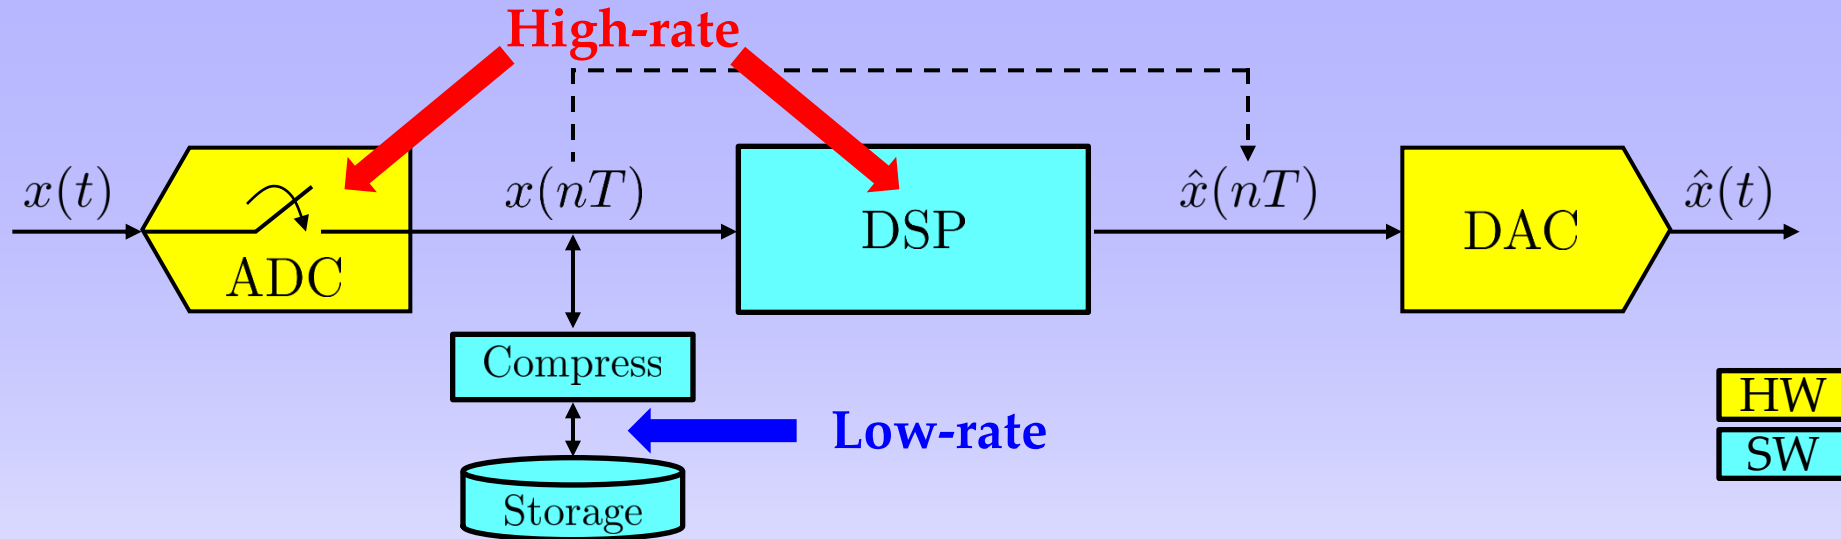 High-rate
x(t)
x(nT)
x̂(nT)
x̂(t)
ADC
DSP
DAC
Compress
Low-rate
Storage
HW
SW